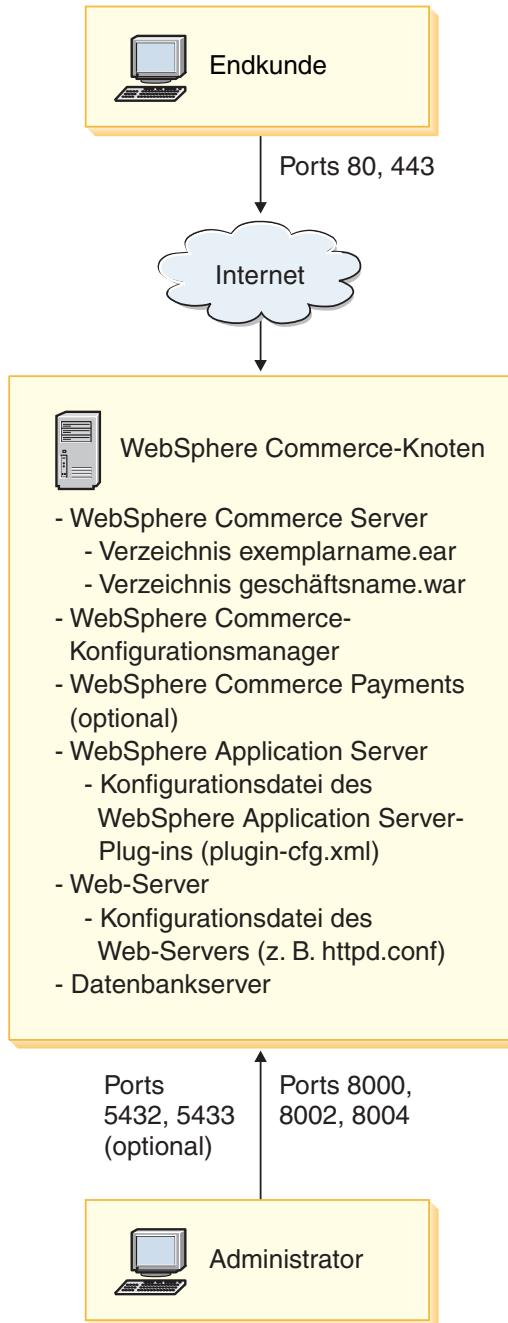 Endkunde
Ports 80, 443
Internet
WebSphere Commerce-Knoten
- WebSphere Commerce Server
- Verzeichnis exemplarname.ear
- Verzeichnis geschäftsname.war
- WebSphere Commerce-
Konfigurationsmanager
- WebSphere Commerce Payments
(optional)
- WebSphere Application Server
- Konfigurationsdatei des
WebSphere Application Server-
Plug-ins (plugin-cfg.xml)
- Web-Server
- Konfigurationsdatei des
Web-Servers (z. B. httpd.conf)
- Datenbankserver
Ports
5432, 5433
(optional)
Ports 8000,
8002, 8004
Administrator